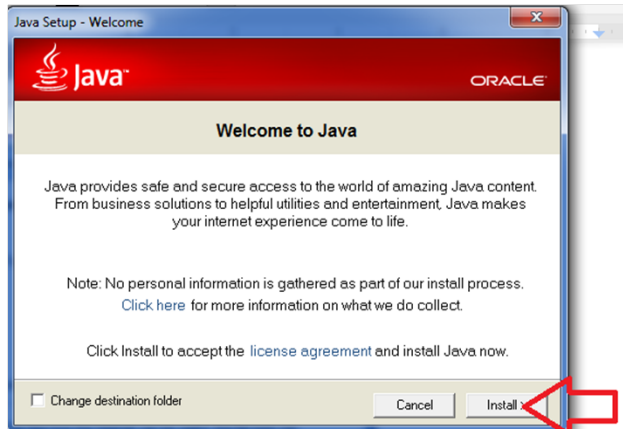 Java Setup - Welcome
Java™
ORACLE
Welcome to Java
Java provides safe and secure access to the world of amazing Java content.
From business solutions to helpful utilities and entertainment, Java makes
your internet experience come to life.
Note: No personal information is gathered as part of our install process.
Click here for more information on what we do collect.
Click Install to accept the license agreement and install Java now.
Change destination folder
Cancel
Install >